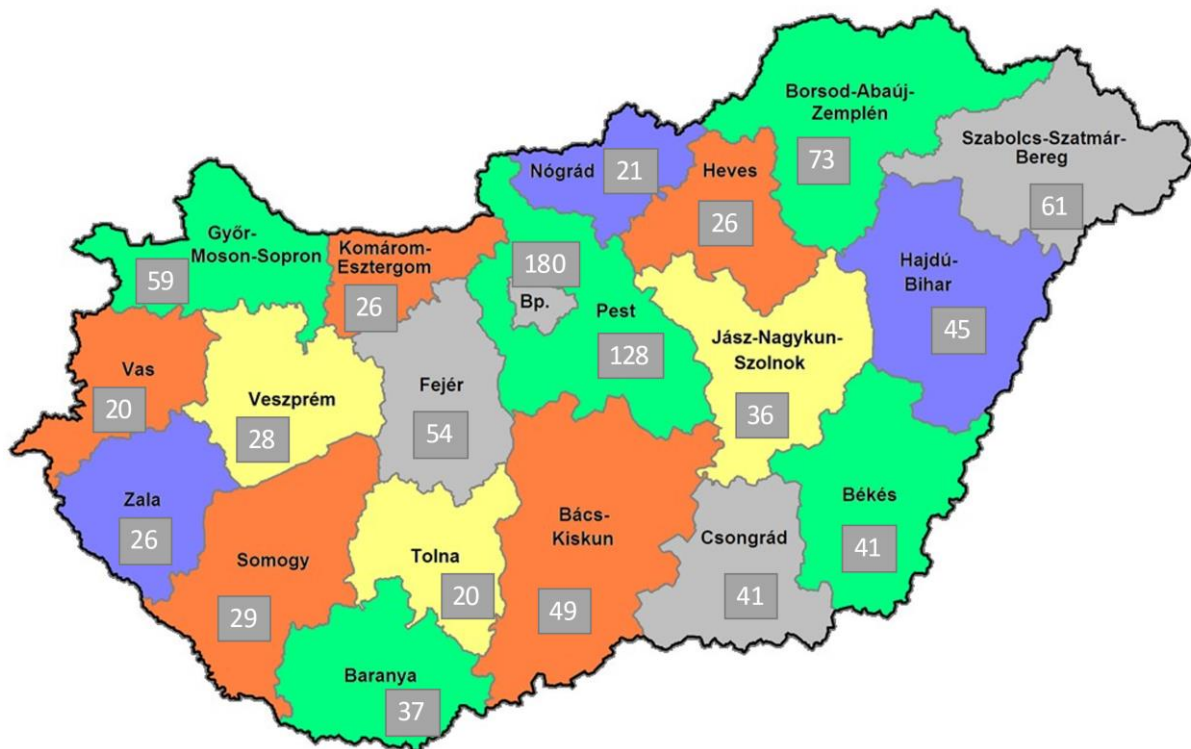 Borsod-Abaúj-
Zemplén
73
Szabolcs-Szatmár-
Bereg
61
Nógrád
21
Heves
26
Győr-
Moson-Sopron
59
Komárom-
Esztergom
26
180
Bp.
Pest
128
Hajdú-
Bihar
45
Jász-Nagykun-
Szolnok
36
Vas
20
Veszprém
28
Fejér
54
Zala
26
Somogy
29
Tolna
20
Bács-
Kiskun
49
Csongrád
41
Békés
41
Baranya
37